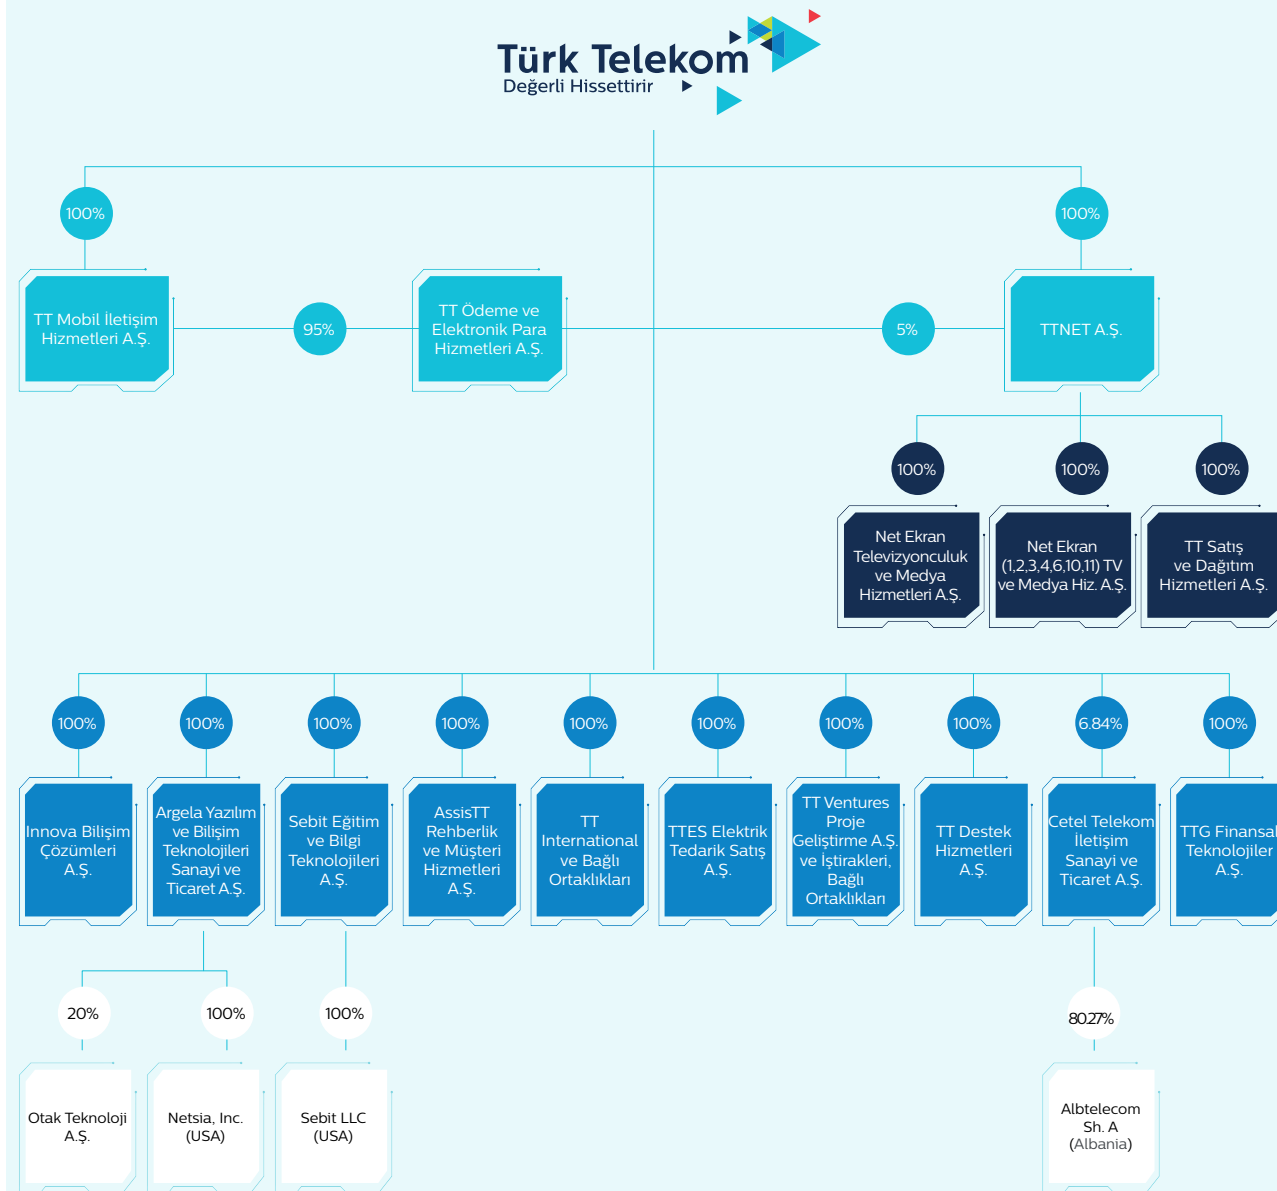 Türk Telekom
Değerli Hissettirir
100%
100%
TT Mobil İletişim
Hizmetleri A.Ş.
95%
TT Ödeme ve
Elektronik Para
Hizmetleri A.Ş.
5%
TTNET A.Ş.
100%
100%
100%
Net Ekran
Televizyonculuk
ve Medya
Hizmetleri A.Ş.
Net Ekran
(1,2,3,4,6,10,11) TV
ve Medya Hiz. A.Ş.
TT Satış
ve Dağıtım
Hizmetleri A.Ş.
100%
100%
100%
100%
100%
100%
100%
100%
6.84%
100%
Innova Bilişim
Çözümleri
A.Ş.
Argela Yazılım
ve Bilişim
Teknolojileri
Sanayi ve
Ticaret A.Ş.
Sebit Eğitim
ve Bilgi
Teknolojileri
A.Ş.
AssisTT
Rehberlik
ve Müşteri
Hizmetleri
A.Ş.
TT
International
ve Bağlı
Ortaklıkları
TTES Elektrik
Tedarik Satış
A.Ş.
TT Ventures
Proje
Geliştirme A.Ş.
ve İştirakleri,
Bağlı
Ortaklıkları
TT Destek
Hizmetleri
A.Ş.
Cetel Telekom
İletişim
Sanayi ve
Ticaret A.Ş.
TTG Finansal
Teknolojiler
A.Ş.
20%
100%
100%
80.27%
Otak Teknoloji
A.Ş.
Netsia, Inc.
(USA)
Sebit LLC
(USA)
Albtelecom
Sh. A
(Albania)